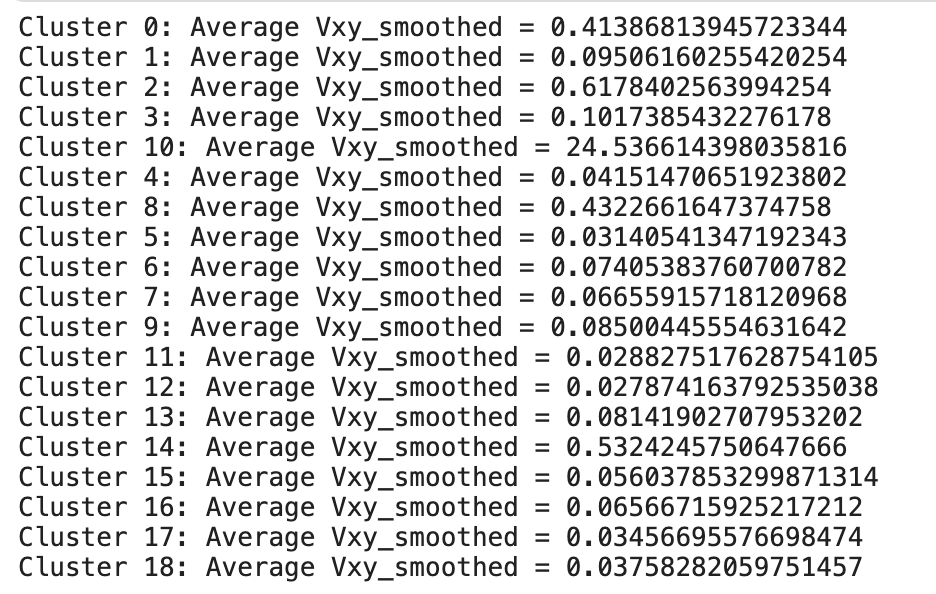 Cluster 0: Average Vxy_smoothed = 0.41386813945723344
Cluster 1: Average Vxy_smoothed = 0.09506160255420254
Cluster 2: Average Vxy_smoothed = 0.6178402563994254
Cluster 3: Average Vxy_smoothed = 0.1017385432276178
Cluster 10: Average Vxy_smoothed = 24.536614398035816
Cluster 4: Average Vxy_smoothed = 0.04151470651923802
Cluster 8: Average Vxy_smoothed = 0.4322661647374758
Cluster 5: Average Vxy_smoothed = 0.03140541347192343
Cluster 6: Average Vxy_smoothed = 0.07405383760700782
Cluster 7: Average Vxy_smoothed = 0.06655915718120968
Cluster 9: Average Vxy_smoothed = 0.08500445554631642
Cluster 11: Average Vxy_smoothed = 0.028827517628754105
Cluster 12: Average Vxy_smoothed = 0.027874163792535038
Cluster 13: Average Vxy_smoothed = 0.08141902707953202
Cluster 14: Average Vxy_smoothed = 0.5324245750647666
Cluster 15: Average Vxy_smoothed = 0.056037853299871314
Cluster 16: Average Vxy_smoothed = 0.06566715925217212
Cluster 17: Average Vxy_smoothed = 0.03456695576698474
Cluster 18: Average Vxy_smoothed = 0.03758282059751457